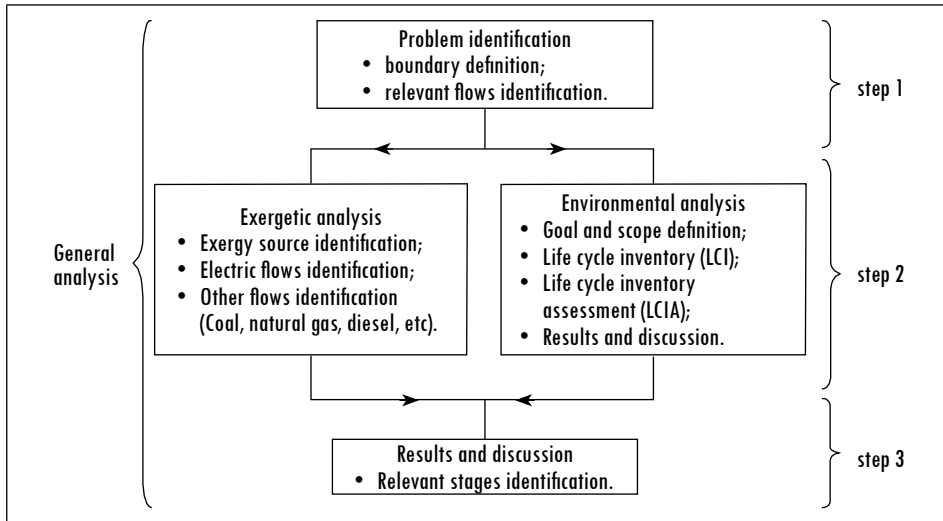 Problem identification
• boundary definition;
• relevant flows identification.
step 1
General
analysis
Exergetic analysis
• Exergy source identification;
• Electric flows identification;
• Other flows identification
(Coal, natural gas, diesel, etc).
Environmental analysis
• Goal and scope definition;
• Life cycle inventory (LCI);
• Life cycle inventory
assessment (LCIA);
• Results and discussion.
step 2
Results and discussion
• Relevant stages identification.
step 3